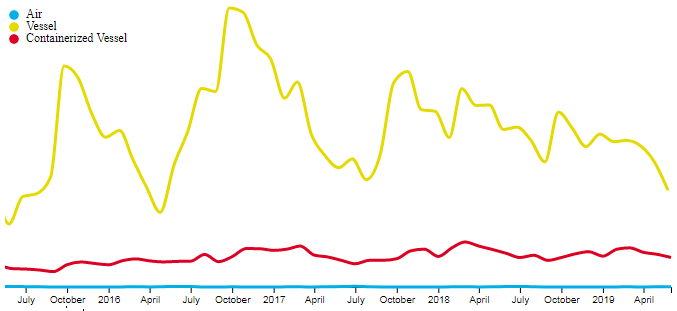 Air
Vessel
Containerized Vessel
July October 2016 April July October 2017 April July October 2018 April July October 2019 April